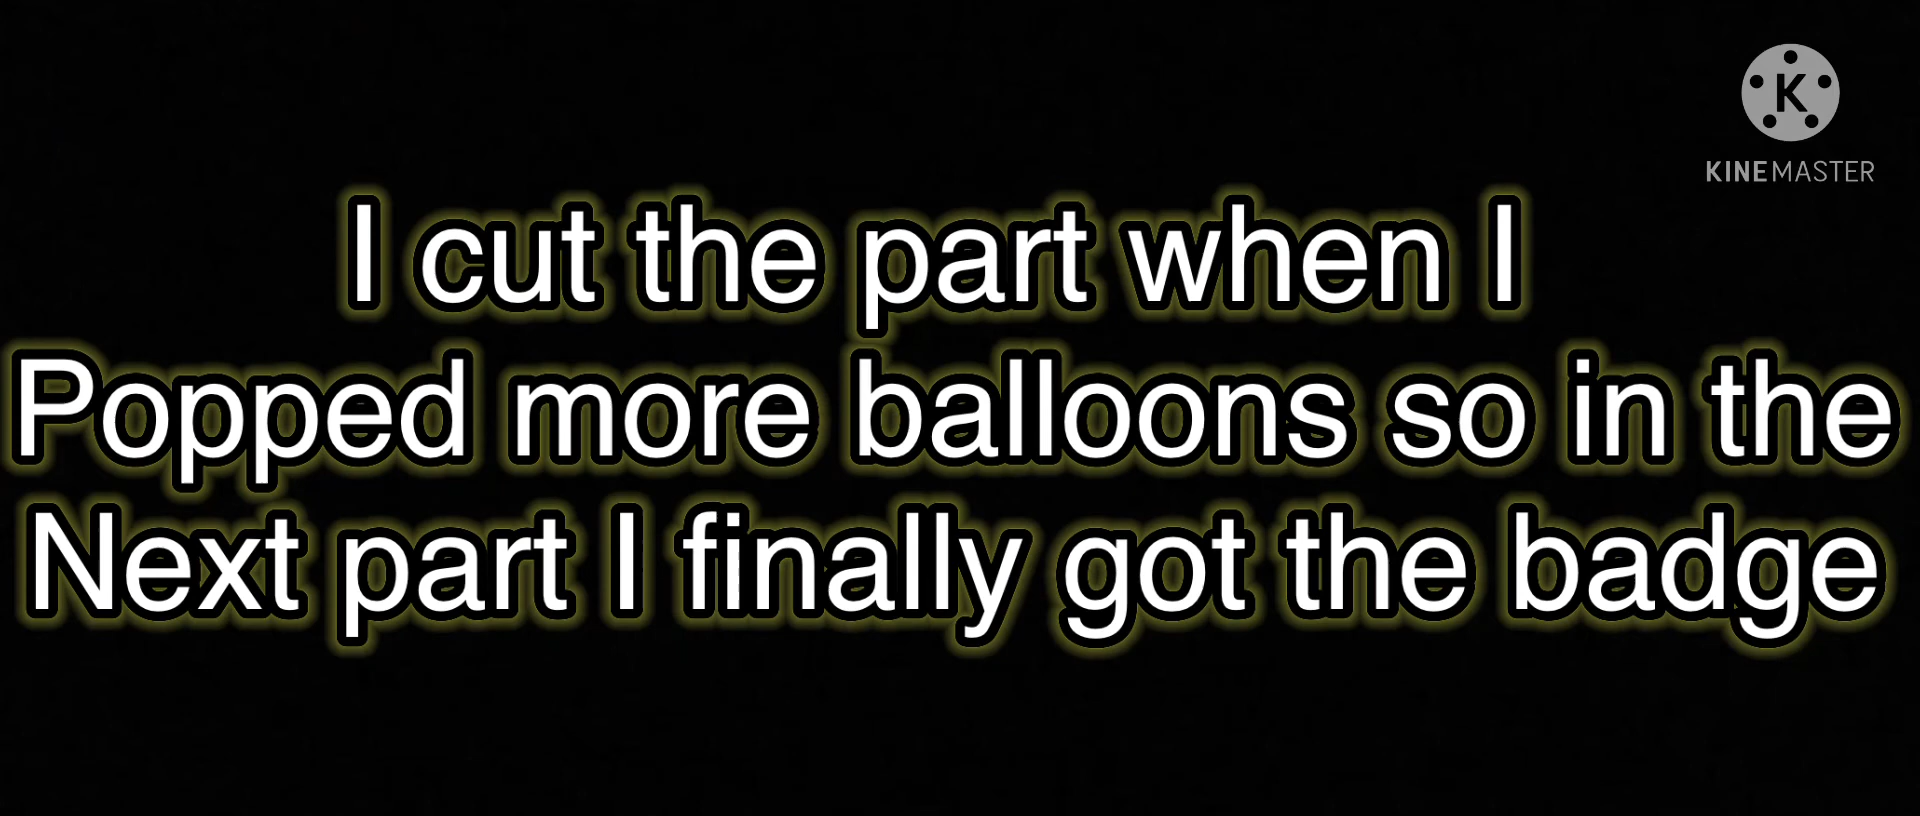 K
KINEMASTER
I cut the part when I
Popped more balloons so in the
Next part I finally got the badge